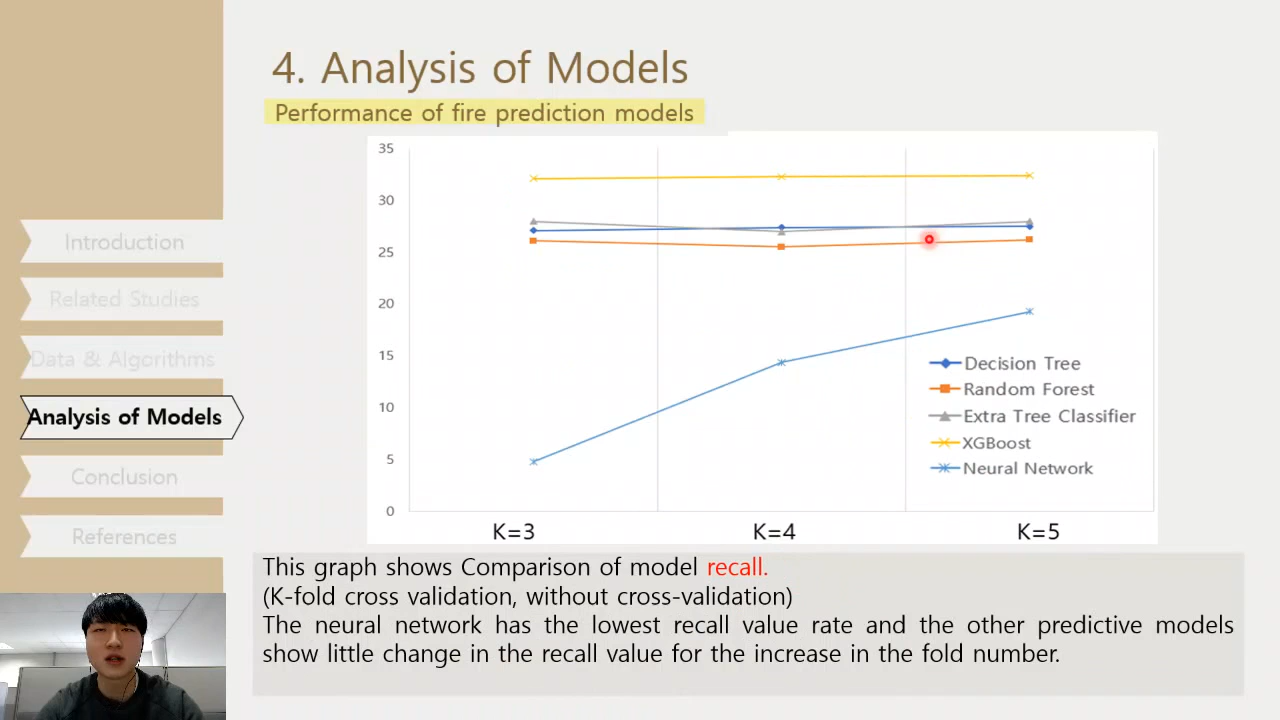 4. Analysis of Models
Performance of fire prediction models
35
30
25
20
15
10
5
0
Decision Tree
Random Forest
Extra Tree Classifier
XGBoost
Neural Network
K=3
K=4
K=5
Introduction
Related Studies
Data & Algorithms
Analysis of Models
Conclusion
References
This graph shows Comparison of model recall.
(K-fold cross validation, without cross-validation)
The neural network has the lowest recall value rate and the other predictive models
show little change in the recall value for the increase in the fold number.